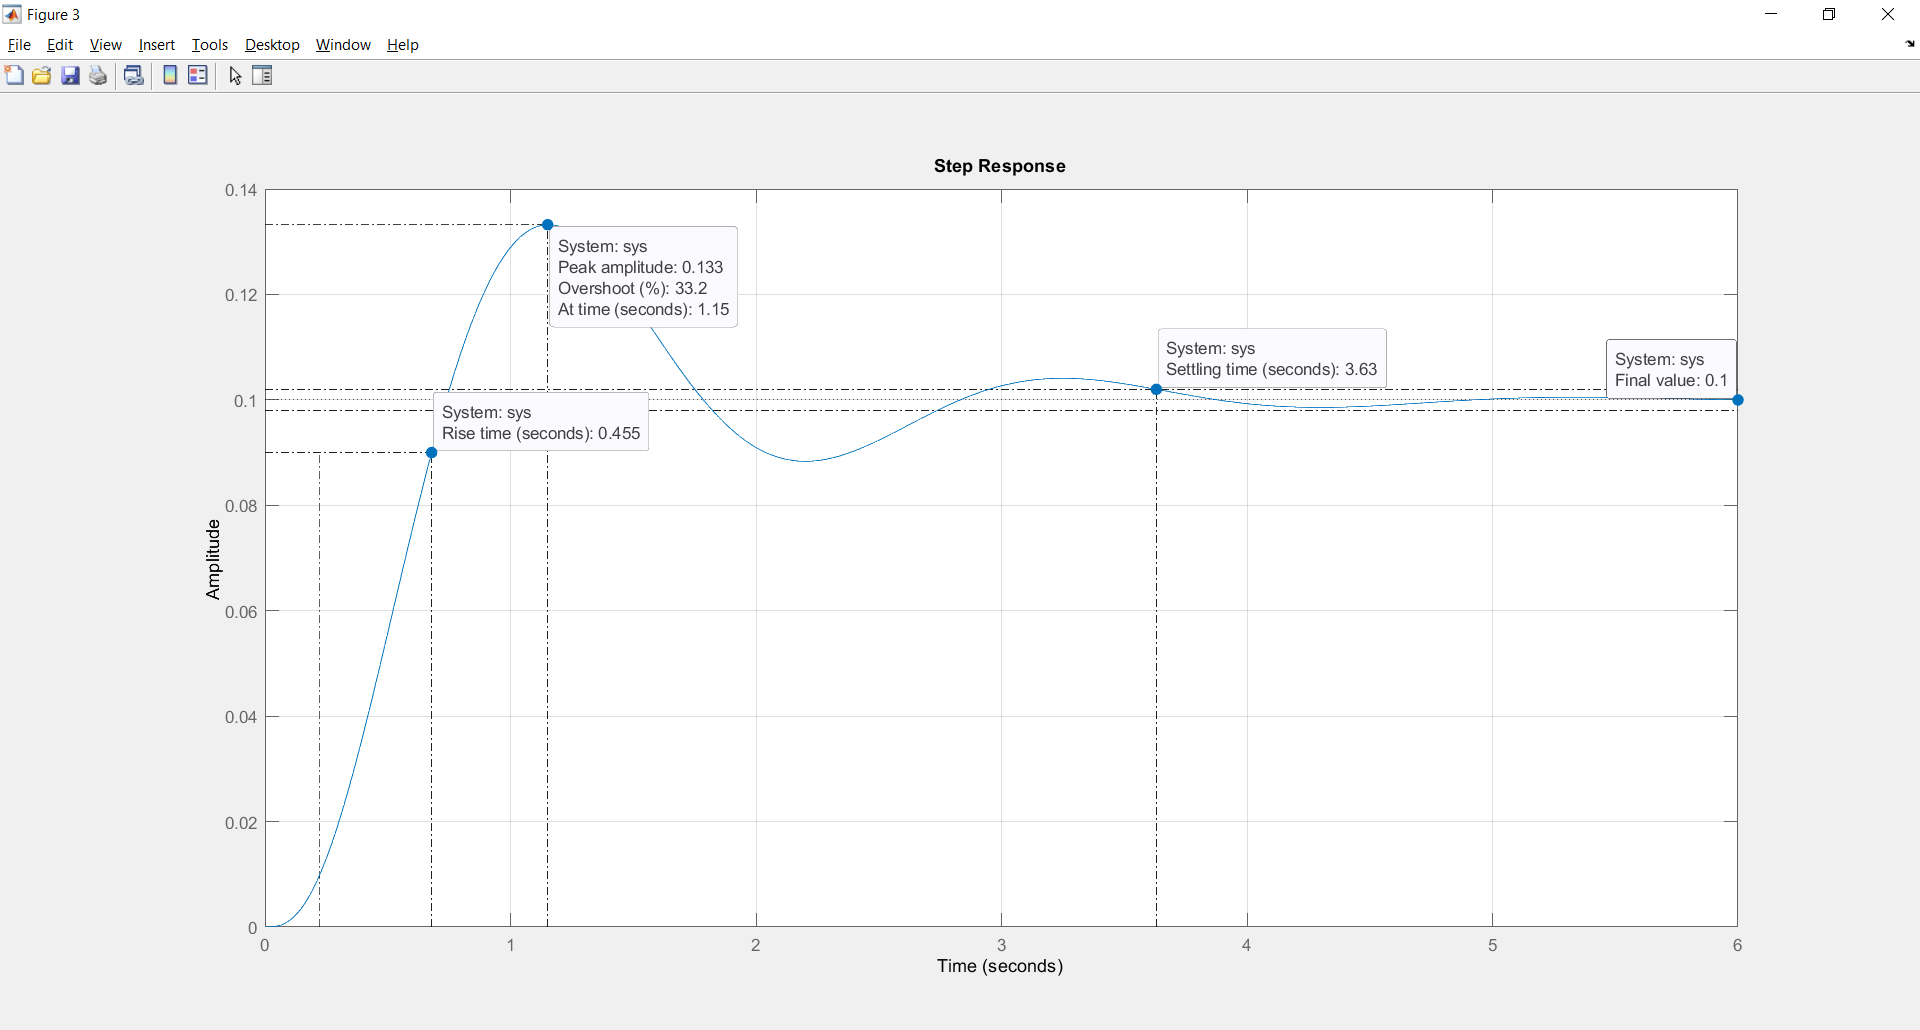 Figure 3
File Edit View Insert Tools Desktop Window Help
Step Response
0.14
0.12
0.1
0.08
0.06
0.04
0.02
0
Amplitude
System: sys
Peak amplitude: 0.133
Overshoot (%): 33.2
At time (seconds): 1.15
System: sys
Settling time (seconds): 3.63
System: sys
Final value: 0.1
System: sys
Rise time (seconds): 0.455
0 1 2 3 4 5 6
Time (seconds)